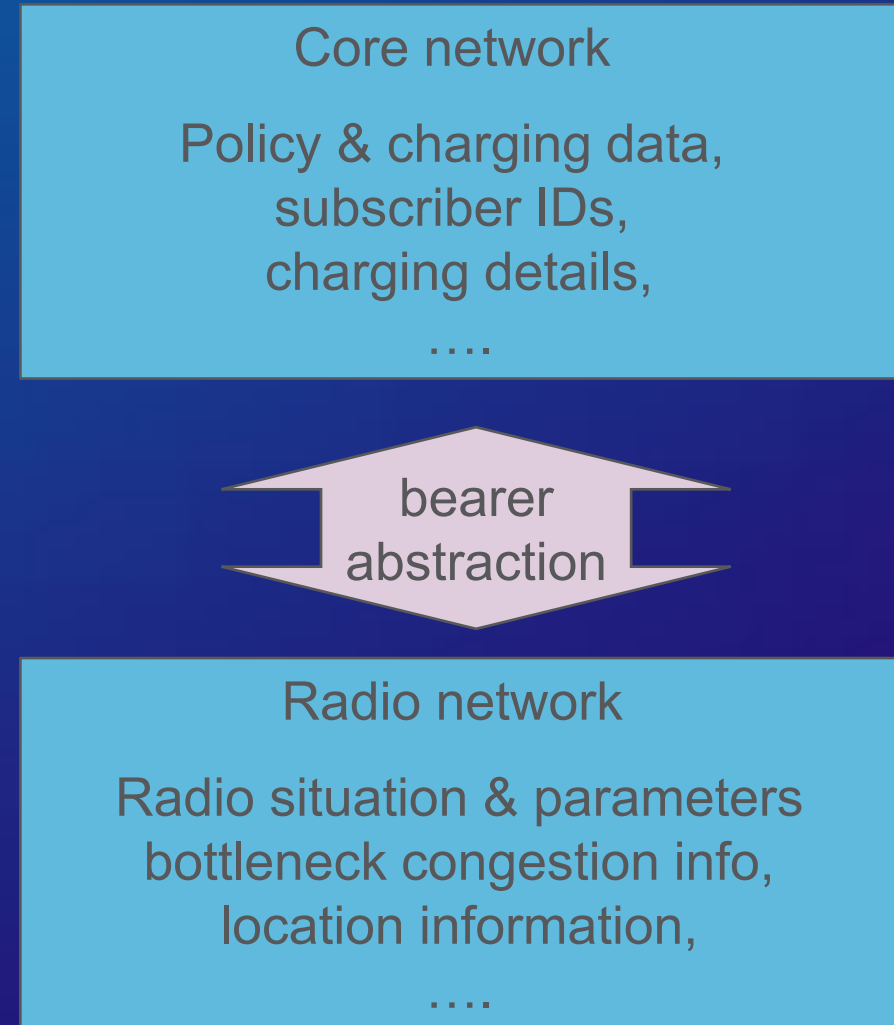 Core network
Policy & charging data,
subscriber IDs,
charging details,
….
bearer
abstraction
Radio network
Radio situation & parameters
bottleneck congestion info,
location information,
….